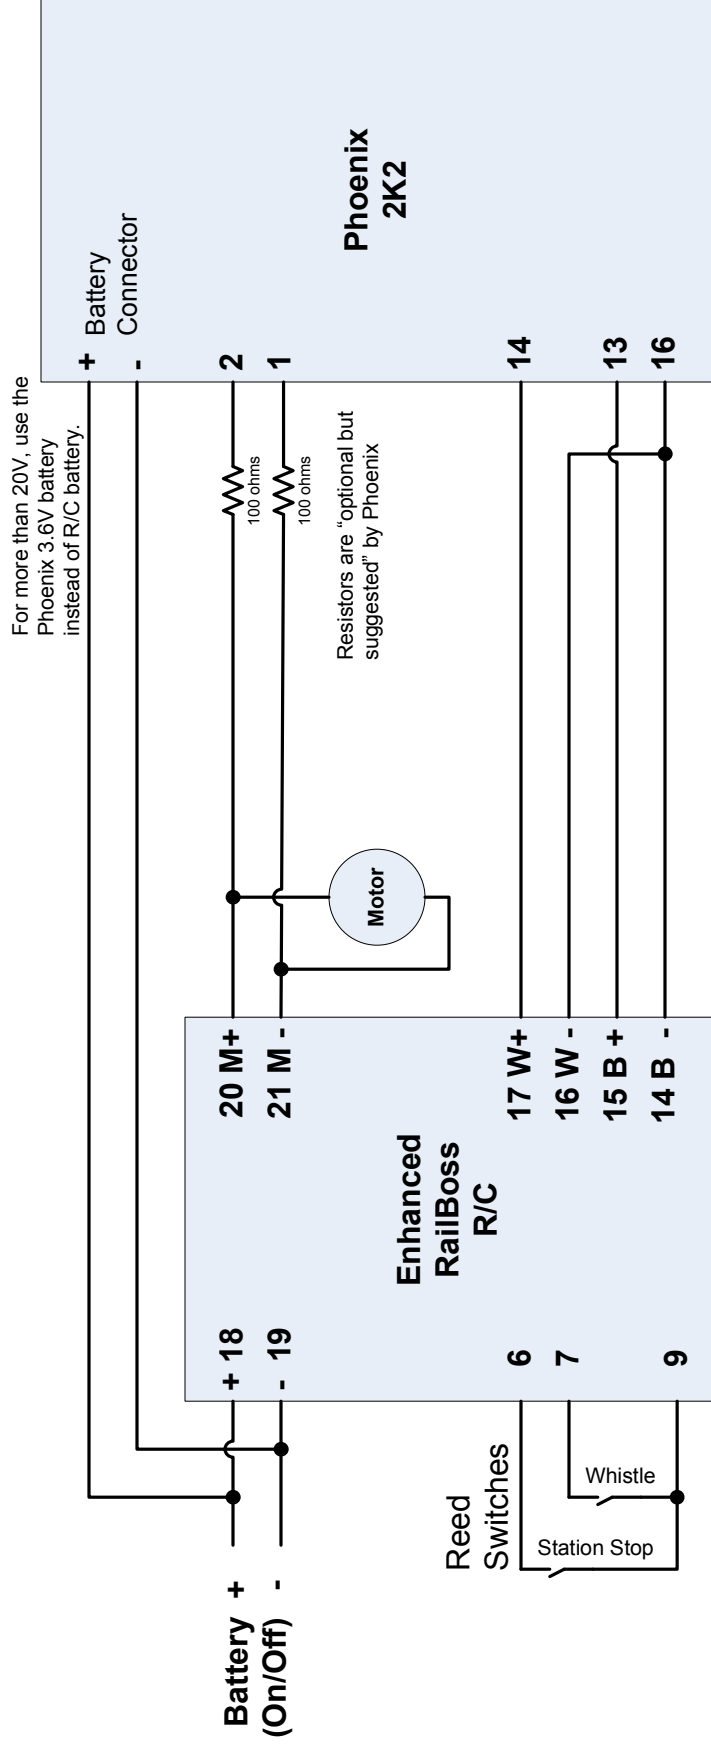 For more than 20V, use the
Phoenix 3.6V battery
instead of R/C battery.
+ Battery
- Connector
2
1
14
13
16
Phoenix
2K2
100 ohms
100 ohms
Resistors are “optional but
suggested” by Phoenix
Motor
20 M+
21 M -
17 W+
16 W -
15 B +
14 B -
Enhanced
RailBoss
R/C
+ 18
- 19
6
7
9
Battery +
(On/Off) -
Reed
Switches
Whistle
Station Stop